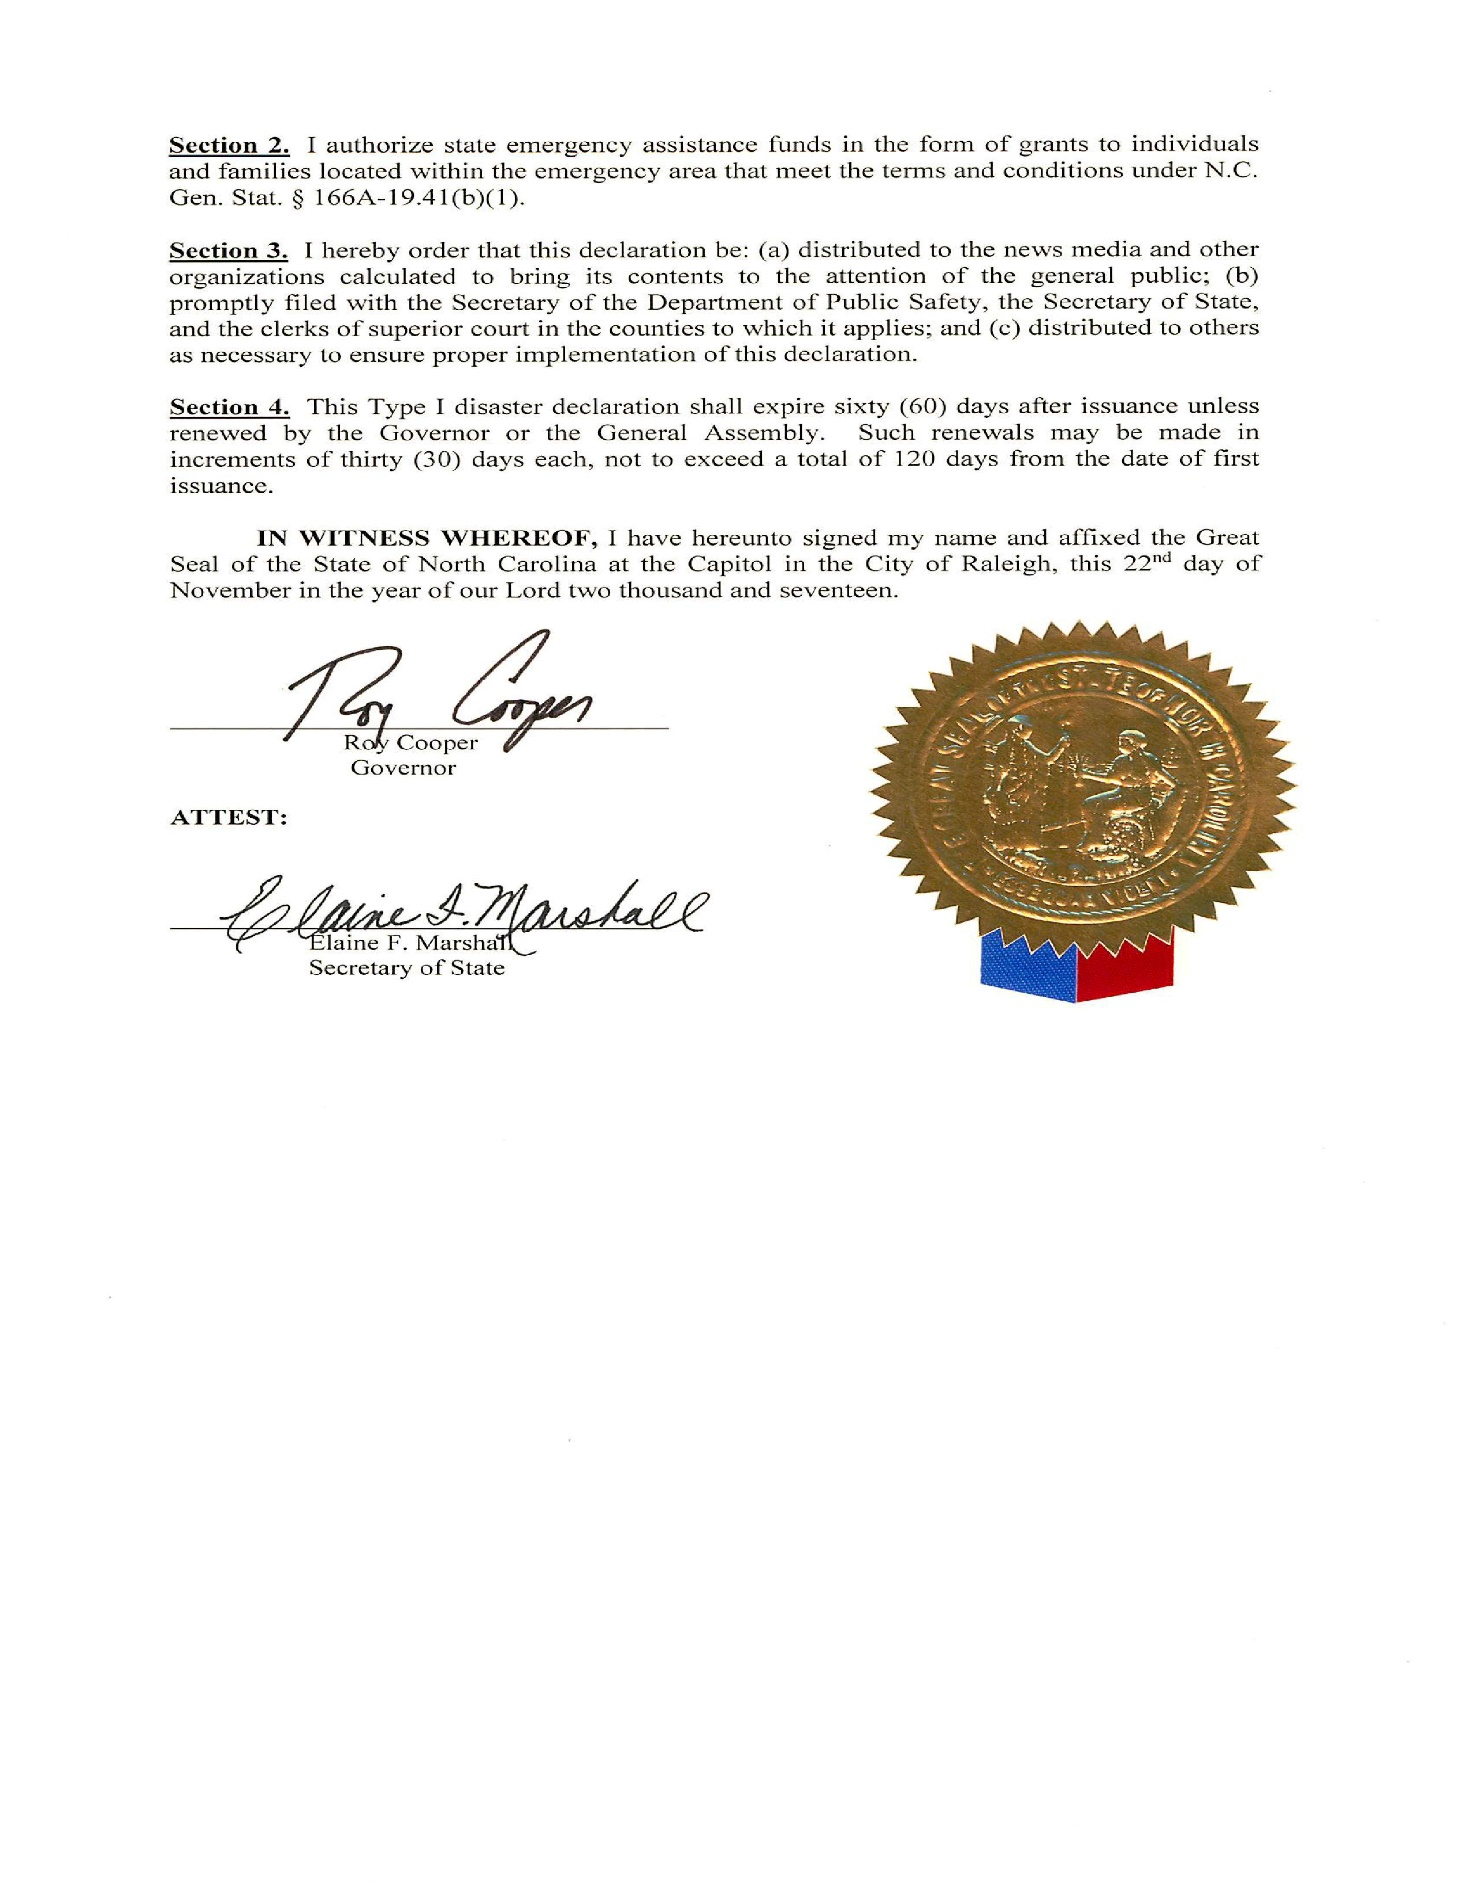 Section 2. I authorize state emergency assistance funds in the form of grants to individuals
and families located within the emergency area that meet the terms and conditions under N.C.
Gen. Stat. § 166A-19.41(b)(1).
Section 3. I hereby order that this declaration be: (a) distributed to the news media and other
organizations calculated to bring its contents to the attention of the general public; (b)
promptly filed with the Secretary of the Department of Public Safety, the Secretary of State,
and the clerks of superior court in the counties to which it applies; and (c) distributed to others
as necessary to ensure proper implementation of this declaration.
Section 4. This Type I disaster declaration shall expire sixty (60) days after issuance unless
renewed by the Governor or the General Assembly. Such renewals may be made in
increments of thirty (30) days each, not to exceed a total of 120 days from the date of first
issuance.
IN WITNESS WHEREOF, I have hereunto signed my name and affixed the Great
Seal of the State of North Carolina at the Capitol in the City of Raleigh, this 22nd day of
November in the year of our Lord two thousand and seventeen.
Roy Cooper
Roy Cooper
Governor
ATTEST:
Elaine F. Marshall
Elaine F. Marshall
Secretary of State